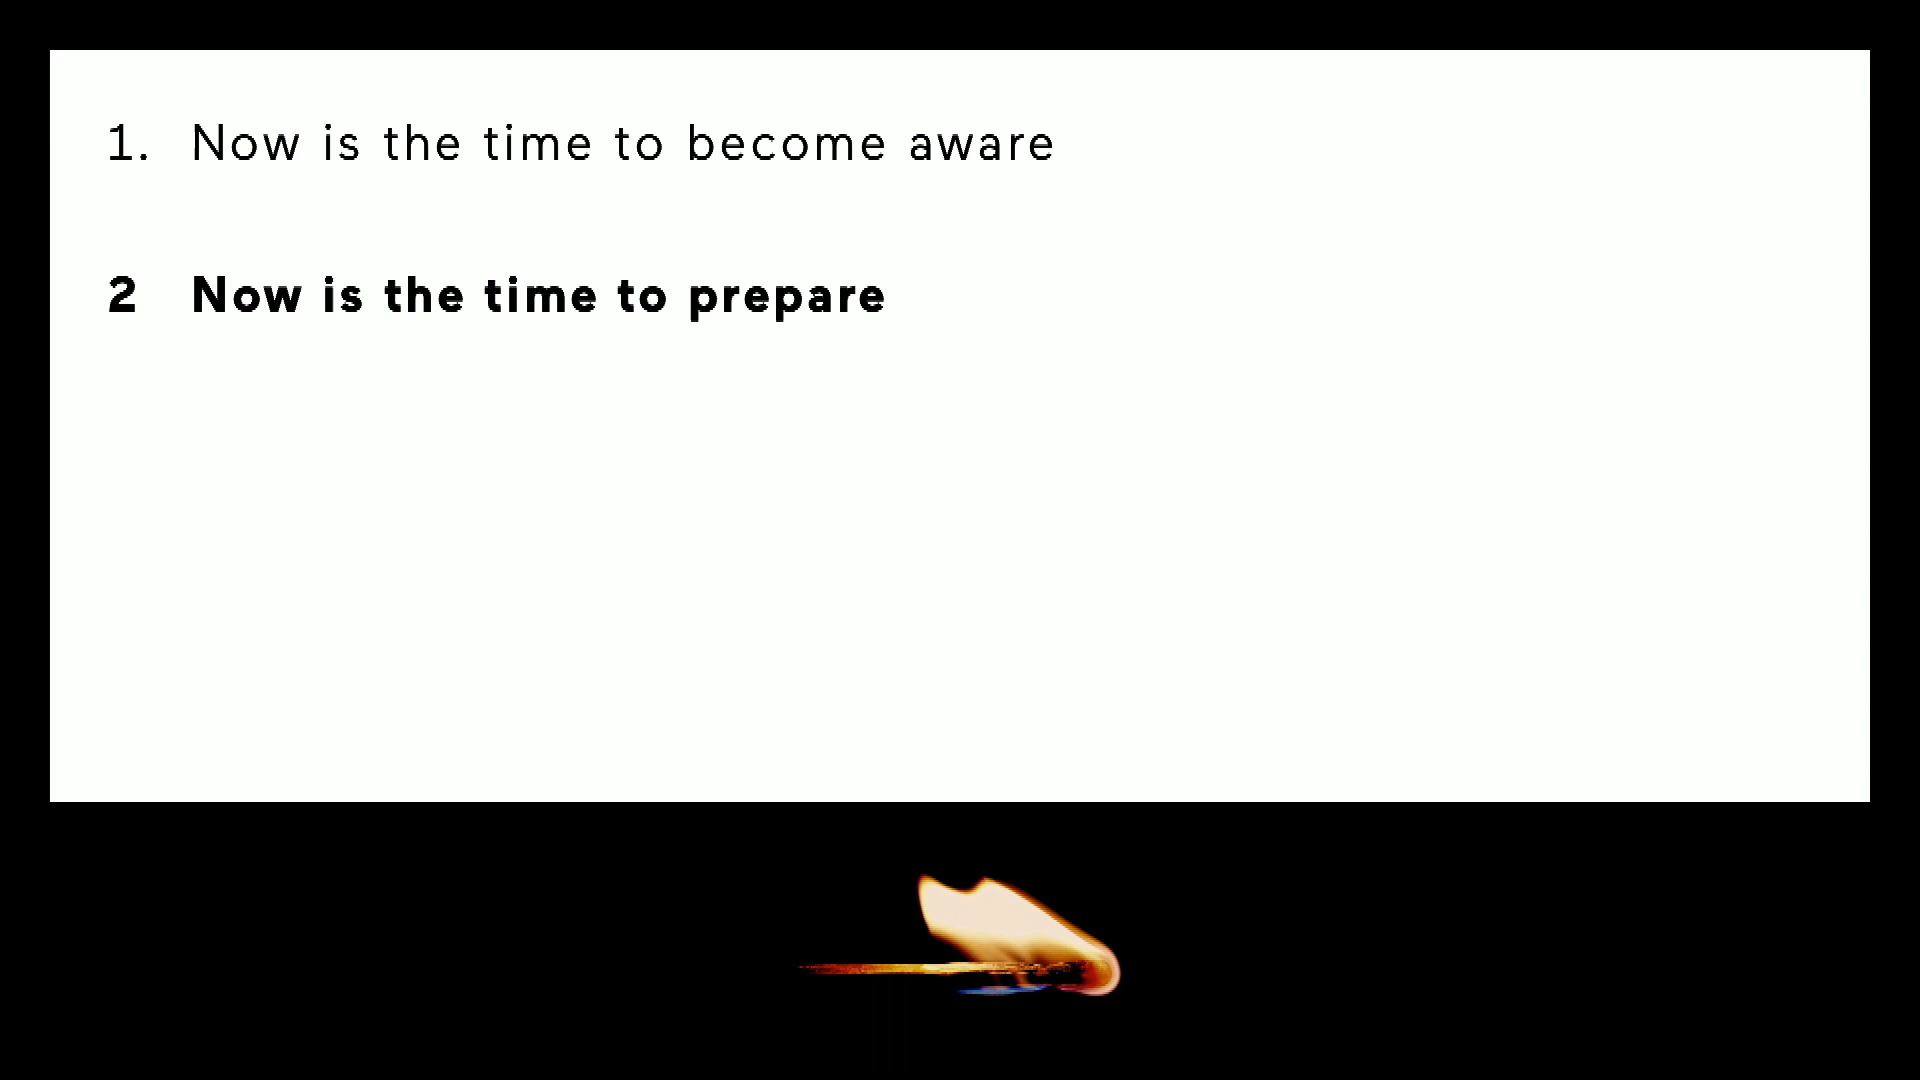 1. Now is the time to become aware
2 Now is the time to prepare